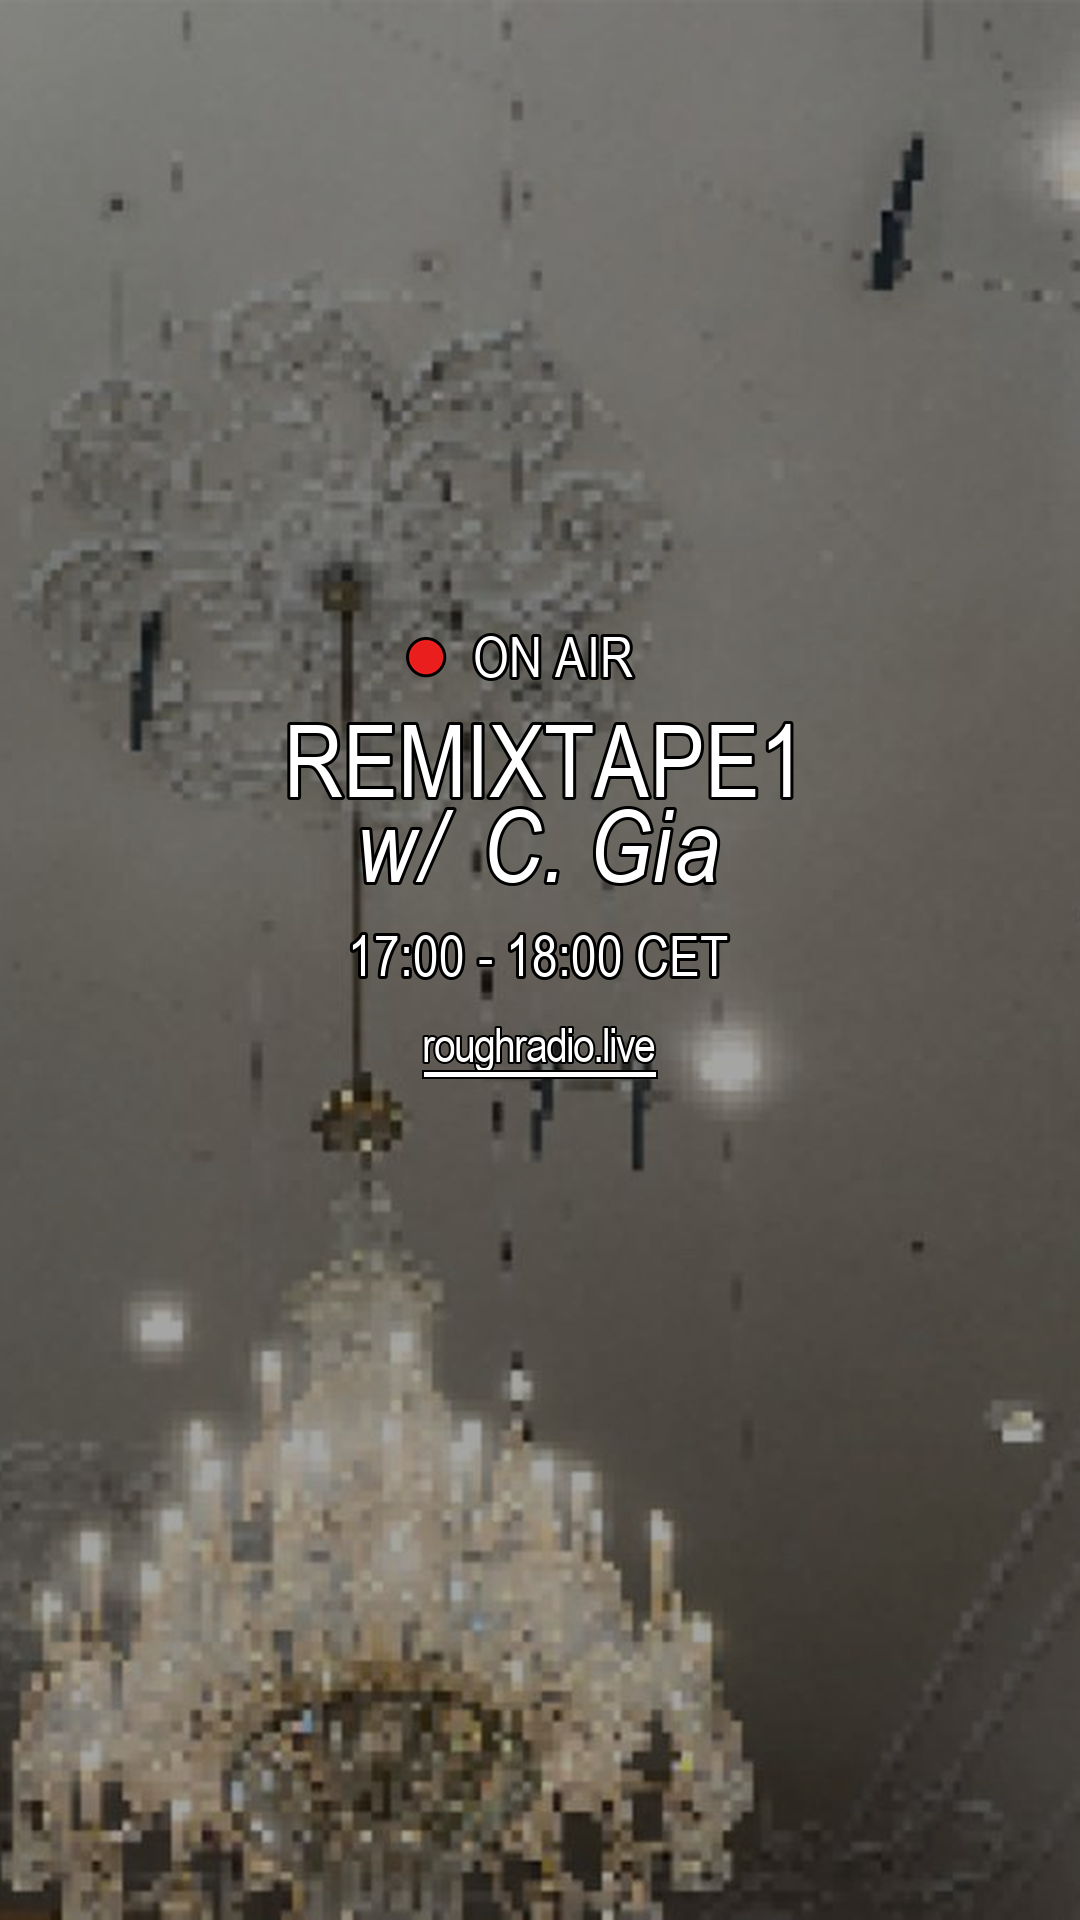 ON AIR
REMIXTAPE1
w/ C. Gia
17:00 - 18:00 CET
roughradio.live